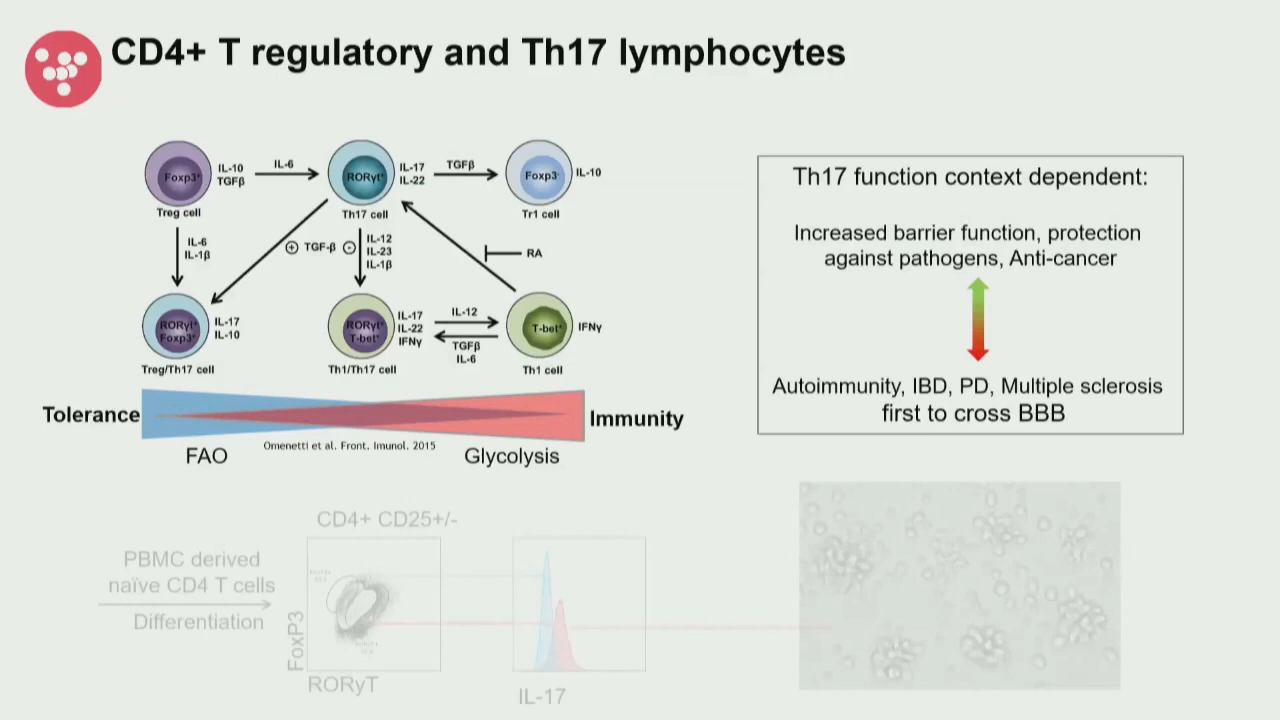 CD4+ T regulatory and Th17 lymphocytes
Foxp3+
Treg cell
IL-10
TGFβ
IL-6
RORγt+
Th17 cell
IL-17
IL-22
TGFβ
Foxp3-
Tr1 cell
IL-10
IL-6
IL-1β
+ TGF-β -
IL-12
IL-23
IL-1β
RA
RORγt+
Foxp3+
Treg/Th17 cell
IL-17
IL-10
RORγt+
T-bet+
Th1/Th17 cell
IL-17
IL-22
IFNγ
IL-12
TGFβ
IL-6
T-bet+
Th1 cell
IFNγ
Tolerance
Immunity
FAO
Omenetti et al. Front. Imunol. 2015
Glycolysis
Th17 function context dependent:
Increased barrier function, protection
against pathogens, Anti-cancer
Autoimmunity, IBD, PD, Multiple sclerosis
first to cross BBB
PBMC derived
naïve CD4 T cells
Differentiation
CD4+ CD25+/-
FoxP3
RORyT
IL-17